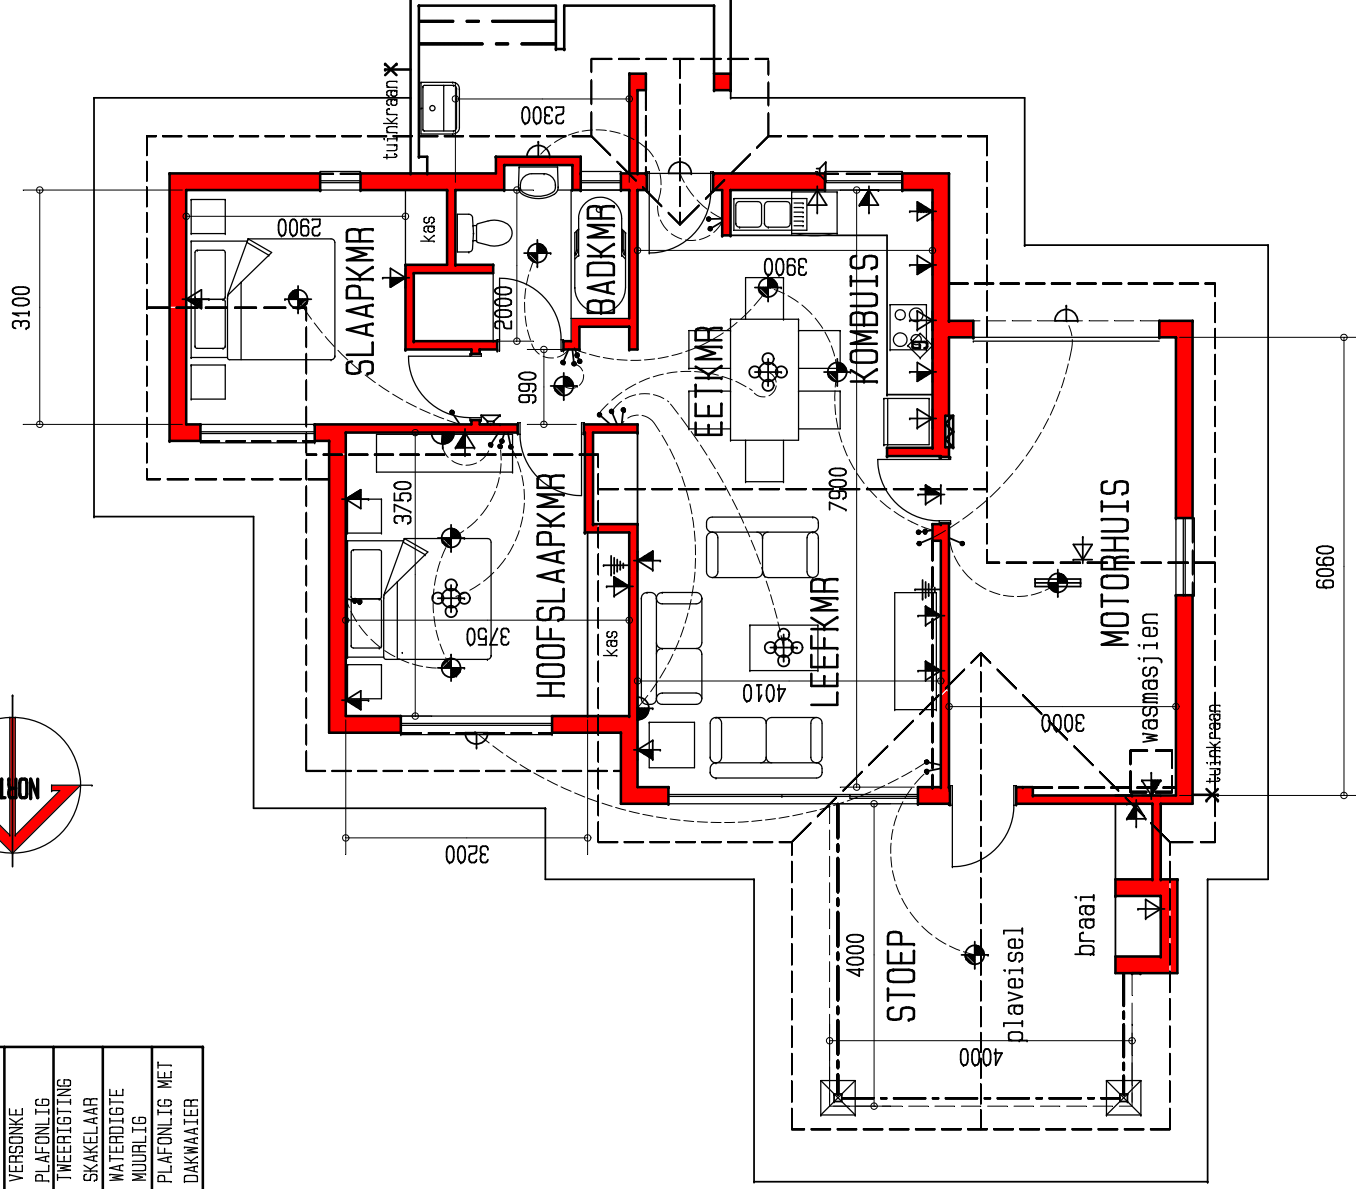 tuinkraan
2300
2900
SLAAPKMR
kas
2000
BADKMR
3100
990
3900
EETKMR
KOMBUIS
3750
HOOFSLAAPKMR
3750
kas
7900
LEEFKMR
4010
MOTORHUIS
wasmasjien
3000
tuinkraan
6060
3200
4000
STOEP
plaveisel
braai
4000
VERSONKE
PLAFONLIG
TWEERIGTING
SKAKELAAR
WATERDIGTE
MUURLIG
PLAFONLIG MET
DAKWAAIER